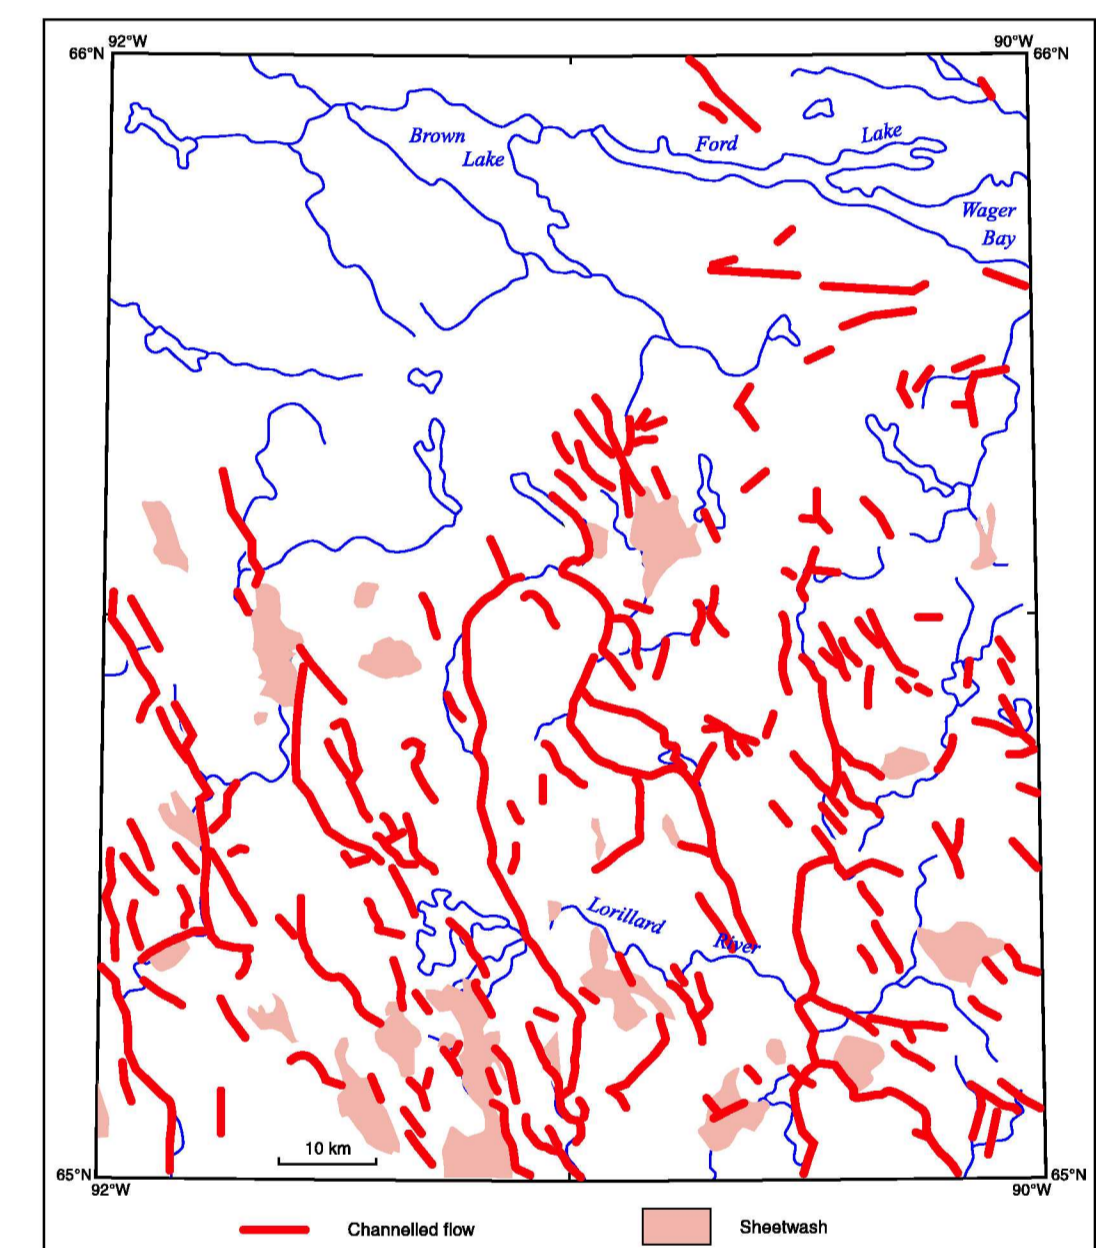 92°W 90°W
66°N 66°N
Brown
Lake
Ford Lake
Wager
Bay
Lorillard
River
10 km
65°N 65°N
92°W 90°W
Channelled flow Sheetwash